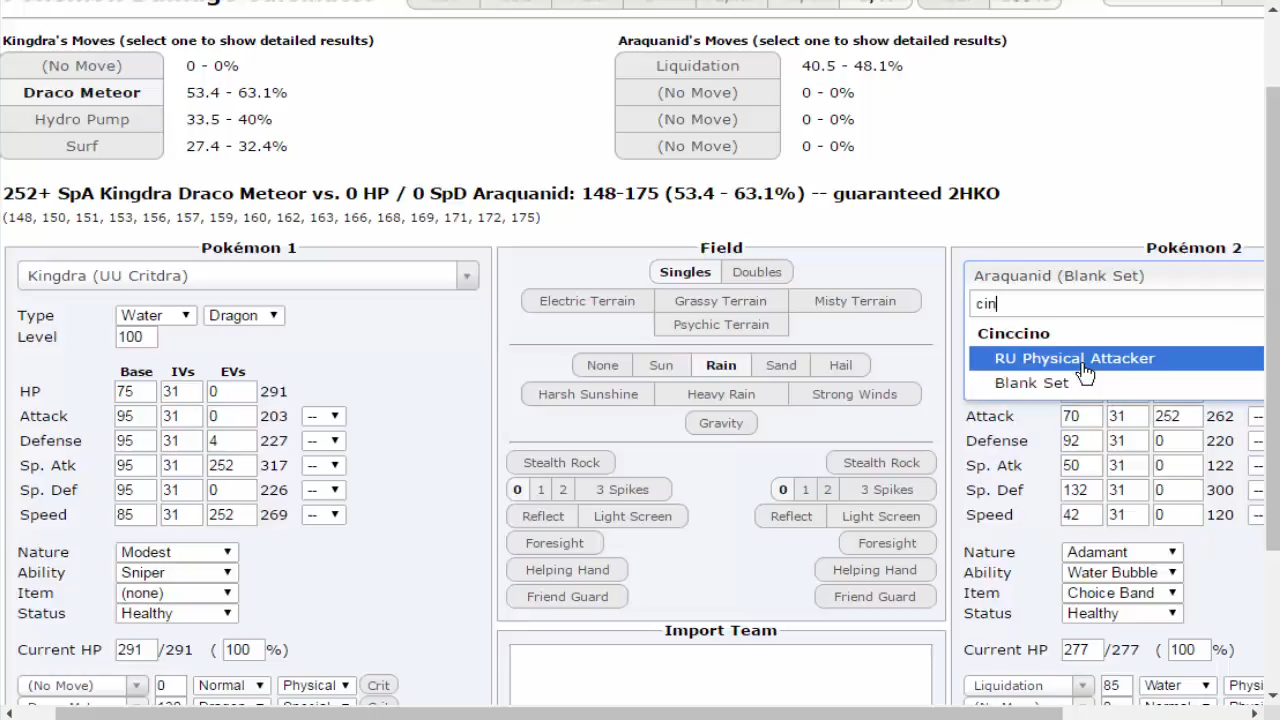 Kingdra's Moves (select one to show detailed results) Araquanid's Moves (select one to show detailed results)
(No Move) 0 - 0% Liquidation 40.5 - 48.1%
Draco Meteor 53.4 - 63.1% (No Move) 0 - 0%
Hydro Pump 33.5 - 40% (No Move) 0 - 0%
Surf 27.4 - 32.4% (No Move) 0 - 0%
252+ SpA Kingdra Draco Meteor vs. 0 HP / 0 SpD Araquanid: 148-175 (53.4 - 63.1%) -- guaranteed 2HKO
(148, 150, 151, 153, 156, 157, 159, 160, 162, 163, 166, 168, 169, 171, 172, 175)
Pokémon 1
Kingdra (UU Critdra)
Type Water Dragon
Level 100
Base IVs EVs
HP 75 31 0 291
Attack 95 31 0 203 --
Defense 95 31 4 227 --
Sp. Atk 95 31 252 317 --
Sp. Def 95 31 0 226 --
Speed 85 31 252 269 --
Nature Modest
Ability Sniper
Item (none)
Status Healthy
Current HP 291 /291 ( 100 %)
(No Move) 0 Normal Physical Crit
Field
Singles Doubles
Electric Terrain Grassy Terrain Misty Terrain
Psychic Terrain
None Sun Rain Sand Hail
Harsh Sunshine Heavy Rain Strong Winds
Gravity
Stealth Rock Stealth Rock
0 1 2 3 Spikes 0 1 2 3 Spikes
Reflect Light Screen Reflect Light Screen
Foresight Foresight
Helping Hand Helping Hand
Friend Guard Friend Guard
Import Team
Pokémon 2
Araquanid (Blank Set)
cin
Cinccino
RU Physical Attacker
Blank Set
Attack 70 31 252 262 --
Defense 92 31 0 220 --
Sp. Atk 50 31 0 122 --
Sp. Def 132 31 0 300 --
Speed 42 31 0 120 --
Nature Adamant
Ability Water Bubble
Item Choice Band
Status Healthy
Current HP 277 /277 ( 100 %)
Liquidation 85 Water Physi